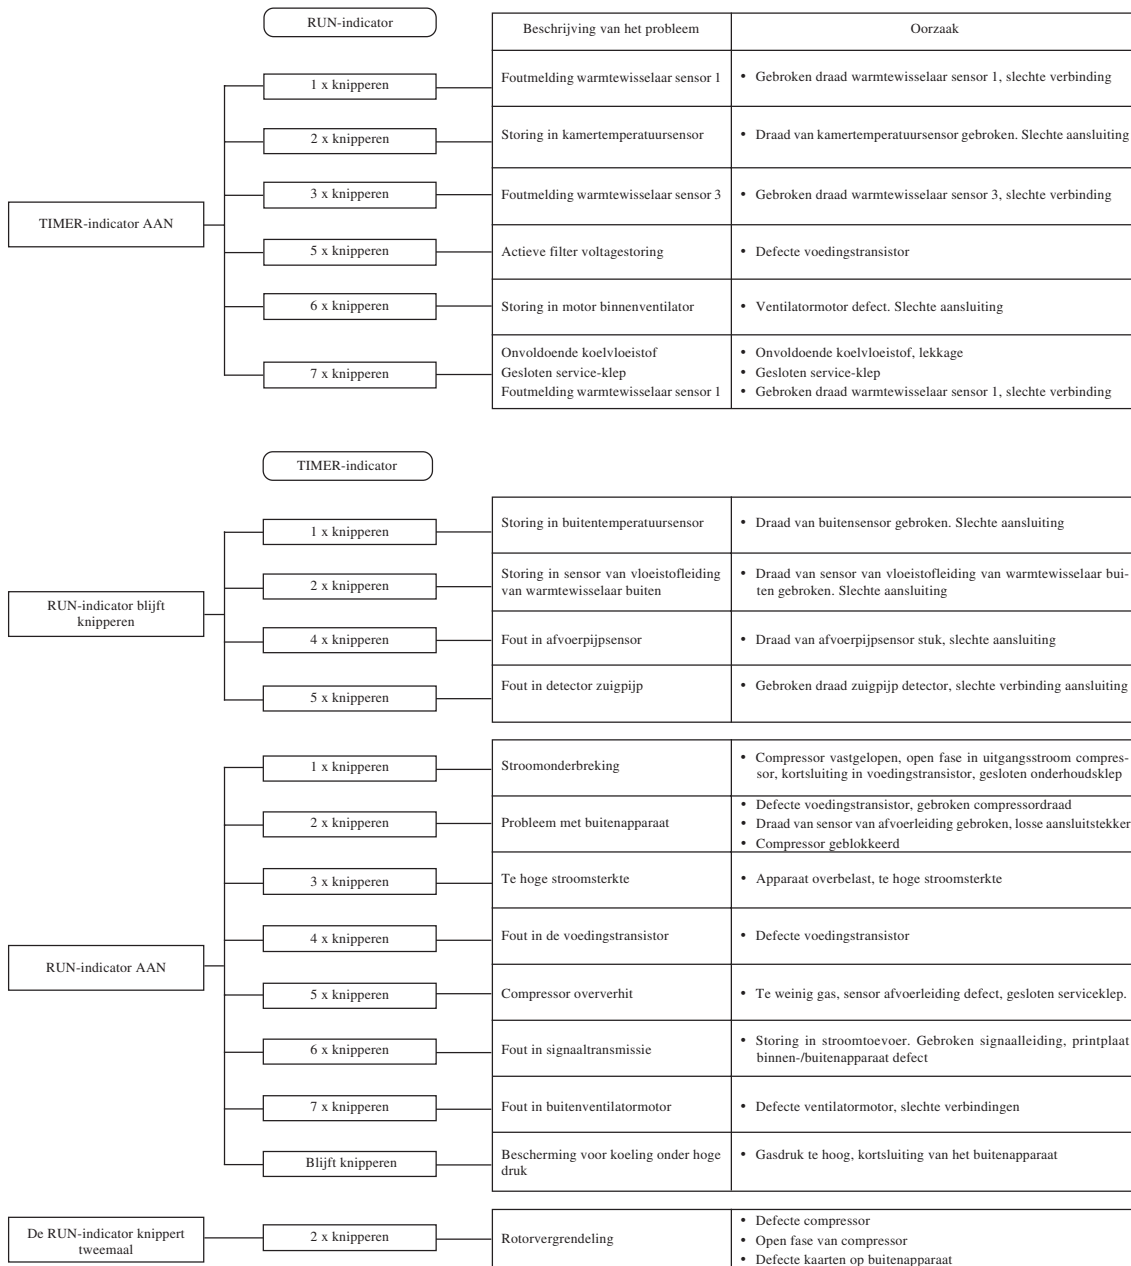 RUN-indicator
Beschrijving van het probleem
Oorzaak
TIMER-indicator AAN
1 x knipperen
Foutmelding warmtewisselaar sensor 1
• Gebroken draad warmtewisselaar sensor 1, slechte verbinding
2 x knipperen
Storing in kamertemperatuursensor
• Draad van kamertemperatuursensor gebroken. Slechte aansluiting
3 x knipperen
Foutmelding warmtewisselaar sensor 3
• Gebroken draad warmtewisselaar sensor 3, slechte verbinding
5 x knipperen
Actieve filter voltagestoring
• Defecte voedingstransistor
6 x knipperen
Storing in motor binnenventilator
• Ventilatormotor defect. Slechte aansluiting
7 x knipperen
Onvoldoende koelvloeistof
Gesloten service-klep
Foutmelding warmtewisselaar sensor 1
• Onvoldoende koelvloeistof, lekkage
• Gesloten service-klep
• Gebroken draad warmtewisselaar sensor 1, slechte verbinding
TIMER-indicator
RUN-indicator blijft
knipperen
1 x knipperen
Storing in buitentemperatuursensor
• Draad van buitensensor gebroken. Slechte aansluiting
2 x knipperen
Storing in sensor van vloeistofleiding
van warmtewisselaar buiten
• Draad van sensor van vloeistofleiding van warmtewisselaar bui-
ten gebroken. Slechte aansluiting
4 x knipperen
Fout in afvoerpijpsensor
• Draad van afvoerpijpsensor stuk, slechte aansluiting
5 x knipperen
Fout in detector zuigpijp
• Gebroken draad zuigpijp detector, slechte verbinding aansluiting
RUN-indicator AAN
1 x knipperen
Stroomonderbreking
• Compressor vastgelopen, open fase in uitgangsstroom compres-
sor, kortsluiting in voedingstransistor, gesloten onderhoudsklep
2 x knipperen
Probleem met buitenapparaat
• Defecte voedingstransistor, gebroken compressordraad
• Draad van sensor van afvoerleiding gebroken, losse aansluitstekker
• Compressor geblokkeerd
3 x knipperen
Te hoge stroomsterkte
• Apparaat overbelast, te hoge stroomsterkte
4 x knipperen
Fout in de voedingstransistor
• Defecte voedingstransistor
5 x knipperen
Compressor oververhit
• Te weinig gas, sensor afvoerleiding defect, gesloten serviceklep.
6 x knipperen
Fout in signaaltransmissie
• Storing in stroomtoevoer. Gebroken signaalleiding, printplaat
binnen-/buitenapparaat defect
7 x knipperen
Fout in buitenventilatormotor
• Defecte ventilatormotor, slechte verbindingen
Blijft knipperen
Bescherming voor koeling onder hoge
druk
• Gasdruk te hoog, kortsluiting van het buitenapparaat
De RUN-indicator knippert
tweemaal
2 x knipperen
Rotorvergrendeling
• Defecte compressor
• Open fase van compressor
• Defecte kaarten op buitenapparaat